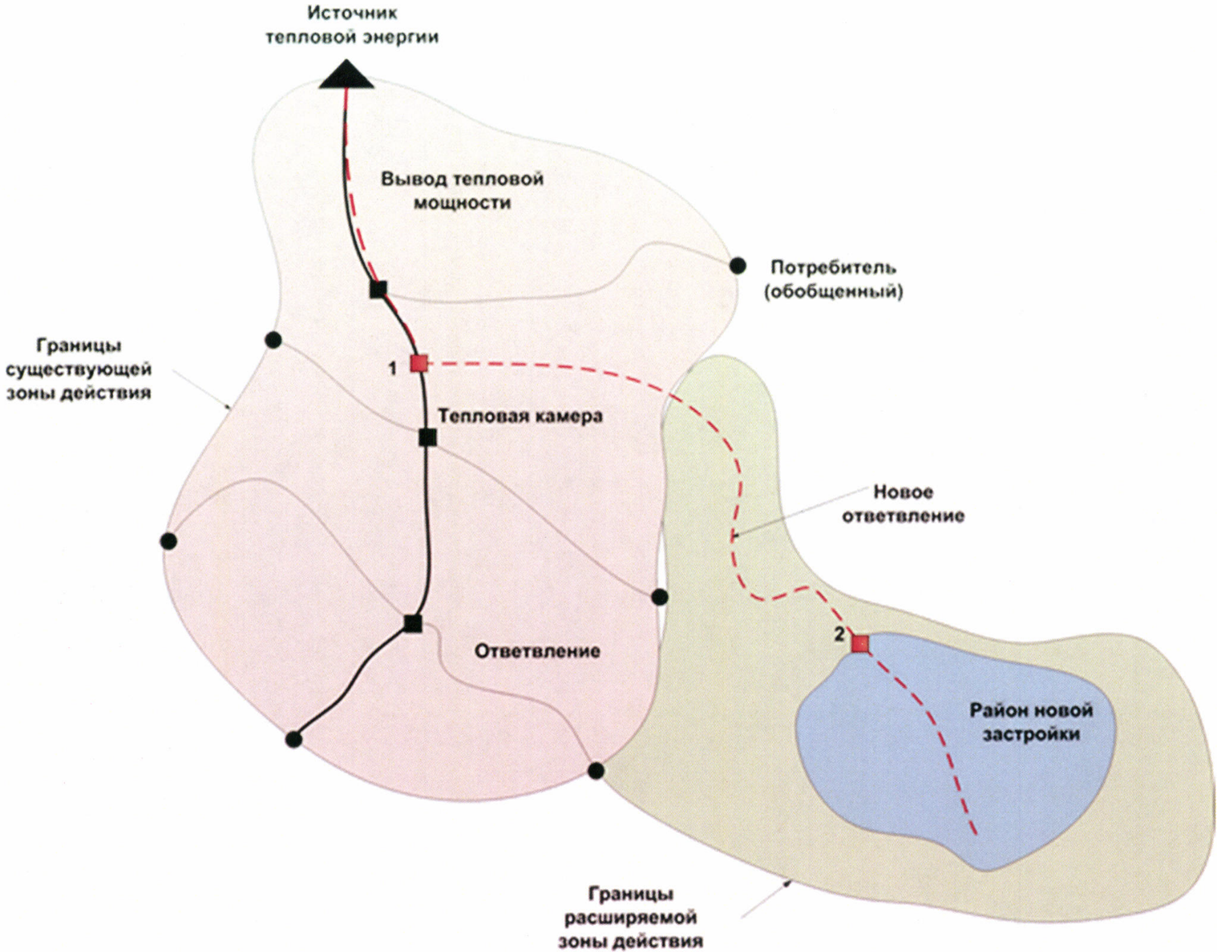 Источник
тепловой энергии
Вывод тепловой
мощности
Потребитель
(обобщенный)
Границы
существующей
зоны действия
1
Тепловая камера
Новое
ответвление
2
Ответвление
Район новой
застройки
Границы
расширяемой
зоны действия